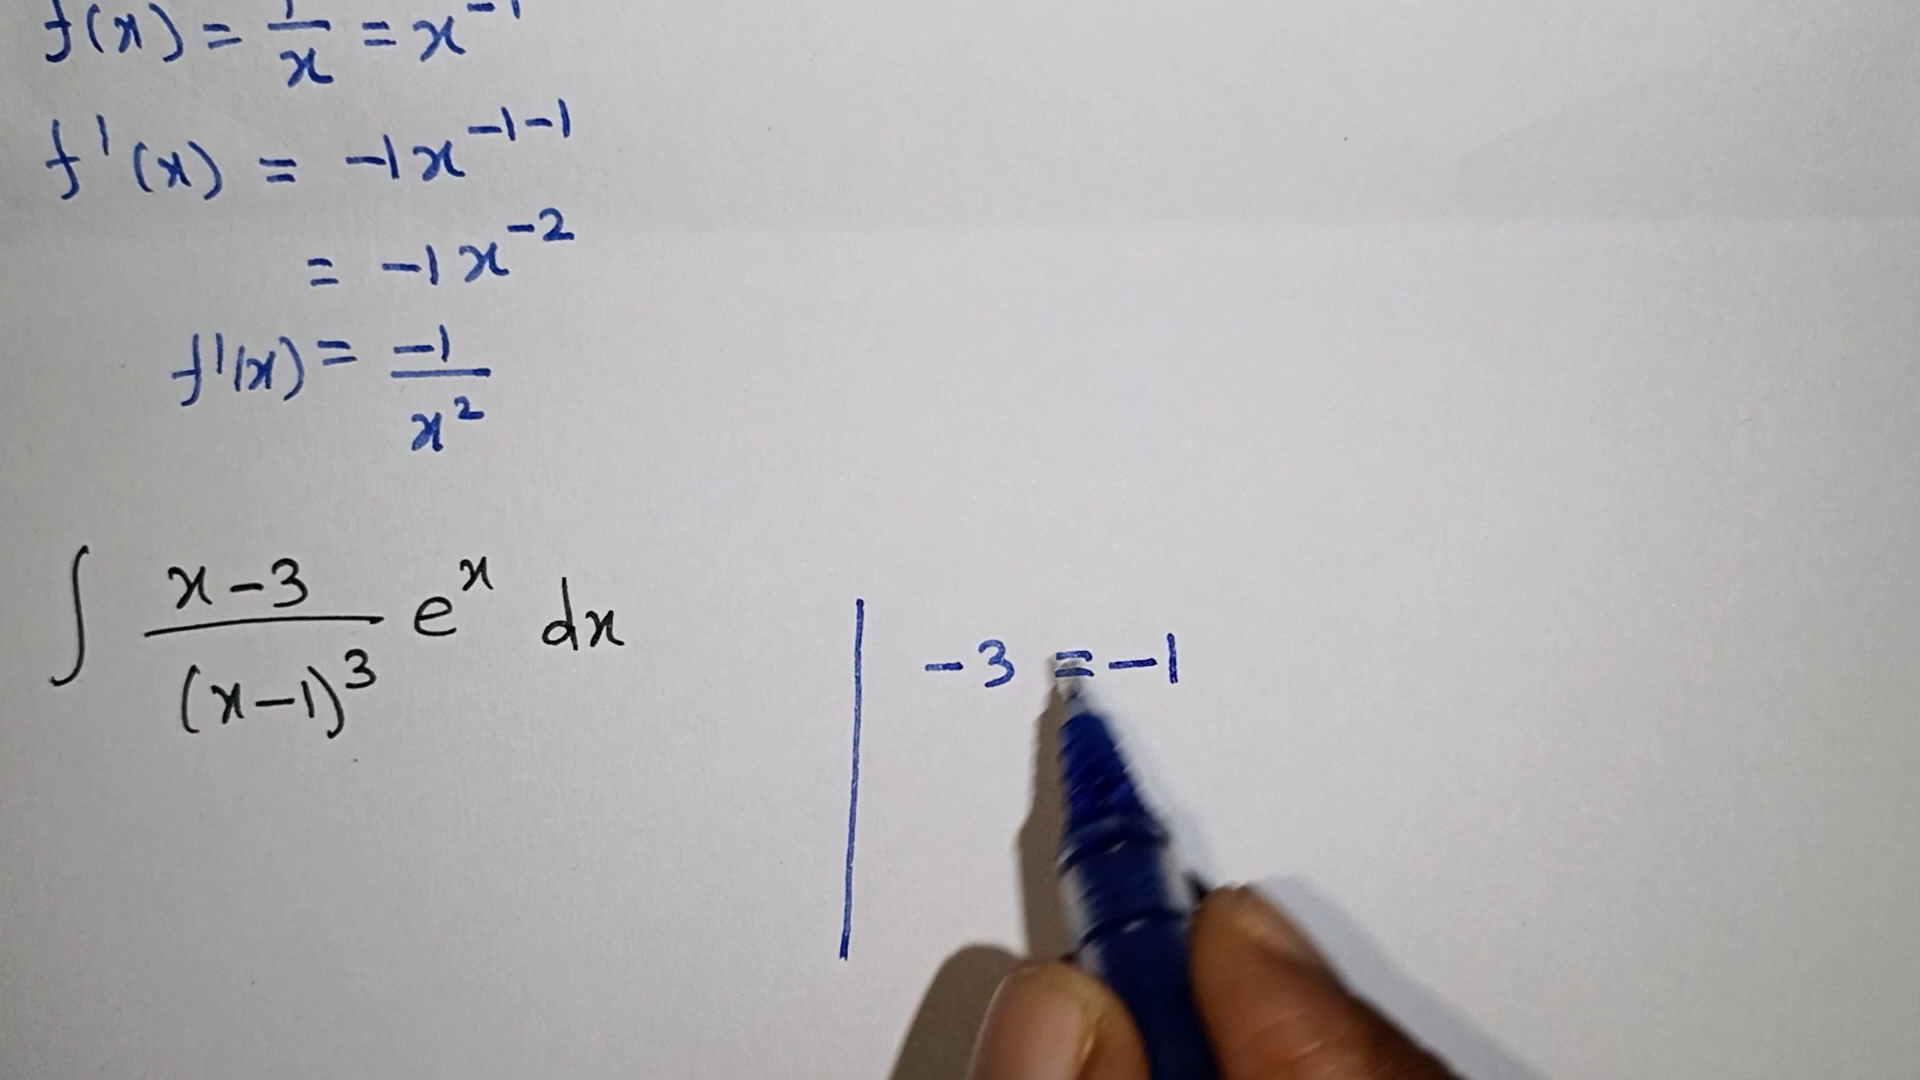 f(x) = 1/x = x^-1
f'(x) = -1x^-1-1
= -1x^-2
f'(x) = -1/x^2
∫ x-3/(x-1)^3 e^x dx
-3 = -1